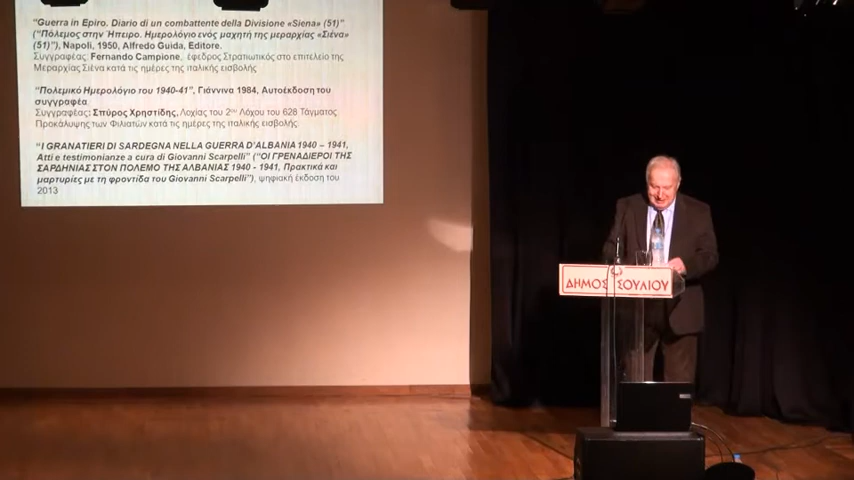 "Guerra in Epiro. Diario di un combattente della Divisione «Siena» (51)"
("Πόλεμος στην Ήπειρο. Ημερολόγιο ενός μαχητή της μεραρχίας «Σιένα»
(51)"), Napoli, 1950, Alfredo Guida, Editore.
Συγγραφέας: Fernando Campione, έφεδρος Στρατιωτικός στο επιτελείο της
Μεραρχίας Σιένα κατά τις ημέρες της ιταλικής εισβολής
"Πολεμικό Ημερολόγιο του 1940-41", Γιάννινα 1984, Αυτοέκδοση του
συγγραφέα.
Συγγραφέας: Σπύρος Χρηστίδης, Λοχίας του 2ου Λόχου του 628 Τάγματος
Προκάλυψης των Φιλιατών κατά τις ημέρες της ιταλικής εισβολής.
"I GRANATIERI DI SARDEGNA NELLA GUERRA D'ALBANIA 1940 – 1941,
Atti e testimonianze a cura di Giovanni Scarpelli" ("ΟΙ ΓΡΕΝΑΔΙΕΡΟΙ ΤΗΣ
ΣΑΡΔΗΝΙΑΣ ΣΤΟΝ ΠΟΛΕΜΟ ΤΗΣ ΑΛΒΑΝΙΑΣ 1940 - 1941, Πρακτικά και
μαρτυρίες με τη φροντίδα του Giovanni Scarpelli"), ψηφιακή έκδοση του
2013
ΔΗΜΟΣ ΣΟΥΛΙΟΥ